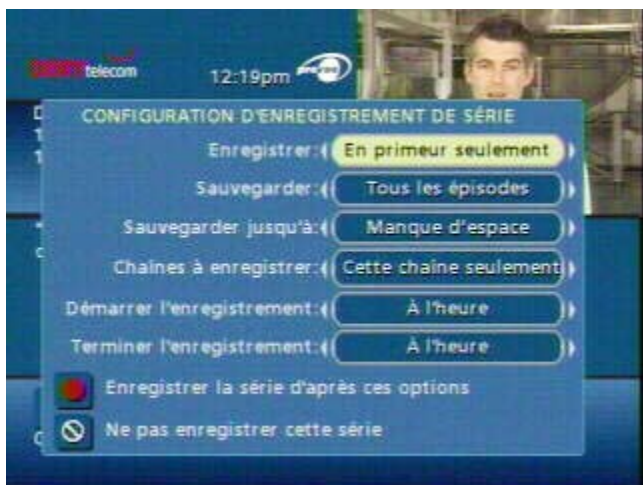 telecom
12:19pm
CONFIGURATION D'ENREGISTREMENT DE SÉRIE
Enregistrer: En primeur seulement
Sauvegarder: Tous les épisodes
Sauvegarder jusqu'à: Manque d'espace
Chaînes à enregistrer: Cette chaîne seulement
Démarrer l'enregistrement: À l'heure
Terminer l'enregistrement: À l'heure
Enregistrer la série d'après ces options
Ne pas enregistrer cette série